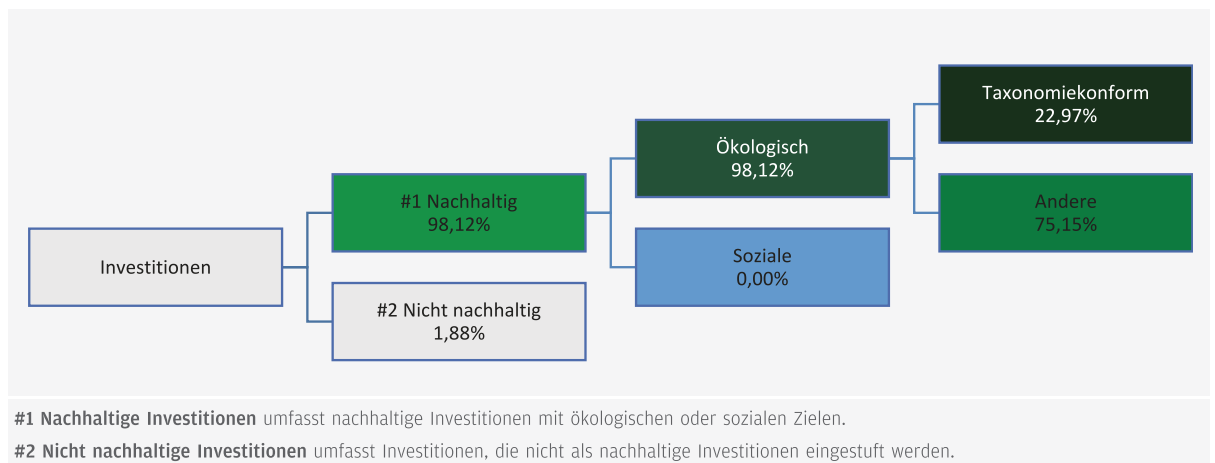 Investitionen
#1 Nachhaltig
98,12%
#2 Nicht nachhaltig
1,88%
Ökologisch
98,12%
Soziale
0,00%
Taxonomiekonform
22,97%
Andere
75,15%
#1 Nachhaltige Investitionen umfasst nachhaltige Investitionen mit ökologischen oder sozialen Zielen.
#2 Nicht nachhaltige Investitionen umfasst Investitionen, die nicht als nachhaltige Investitionen eingestuft werden.